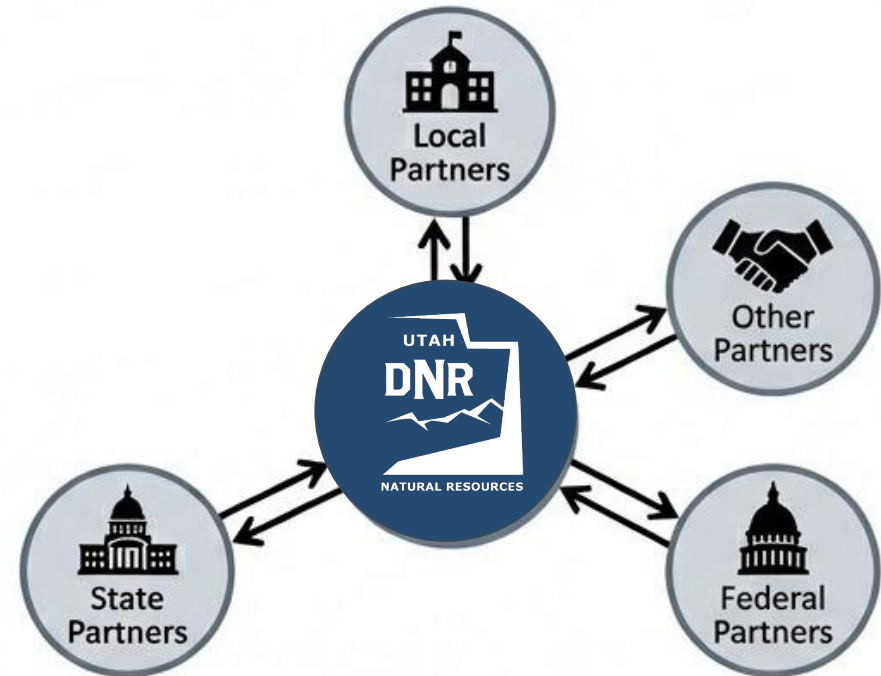 Local
Partners
Other
Partners
UTAH
DNR
NATURAL RESOURCES
State
Partners
Federal
Partners